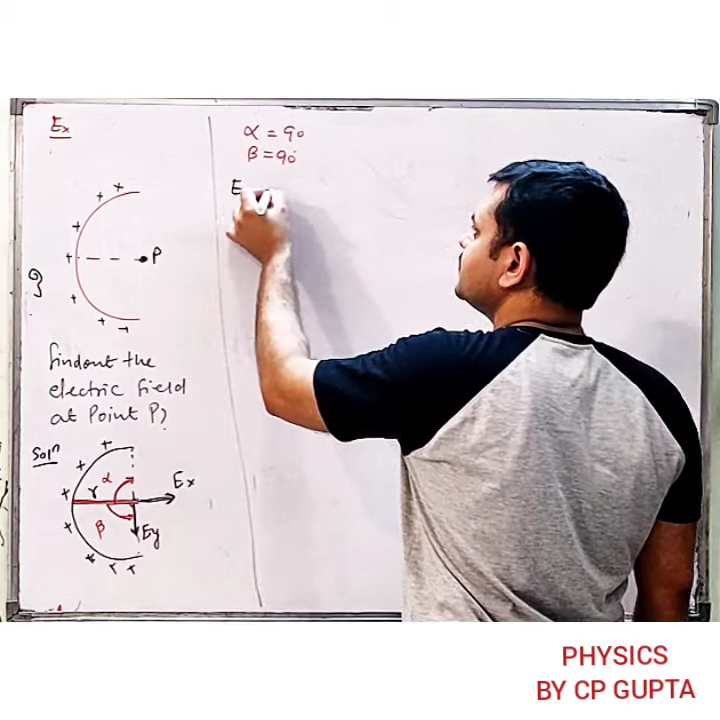 Ex
+ + + + + + +
P
findout the
electric field
at Point P?
Solⁿ
+ + + + + + +
r α
Ex
β
Ey
α = 90
β = 90°
E
PHYSICS
BY CP GUPTA